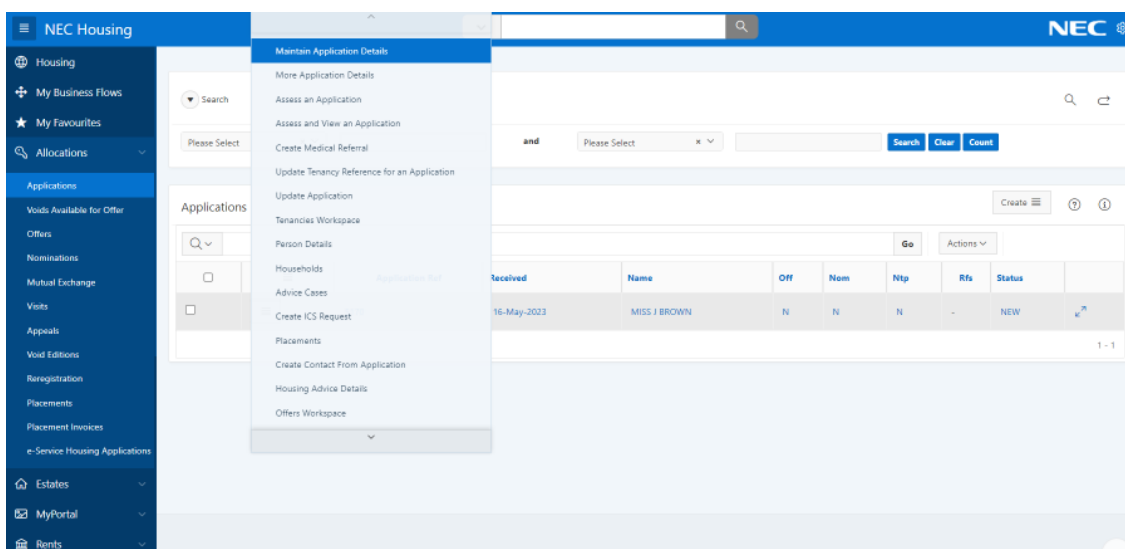 NEC Housing
NEC
Housing
My Business Flows
My Favourites
Allocations
Applications
Voids Available for Offer
Offers
Nominations
Mutual Exchange
Visits
Appeals
Void Editions
Reregistration
Placements
Placement Invoices
e-Service Housing Applications
Estates
MyPortal
Rents
Maintain Application Details
More Application Details
Assess an Application
Assess and View an Application
Create Medical Referral
Update Tenancy Reference for an Application
Update Application
Tenancies Workspace
Person Details
Households
Advice Cases
Create ICS Request
Placements
Create Contact From Application
Housing Advice Details
Offers Workspace
Search
Please Select and Please Select × Search Clear Count
Applications Create
Go Actions
Received Name Off Nom Ntp Rfs Status
16-May-2023 MISS J BROWN N N N - NEW
1 - 1